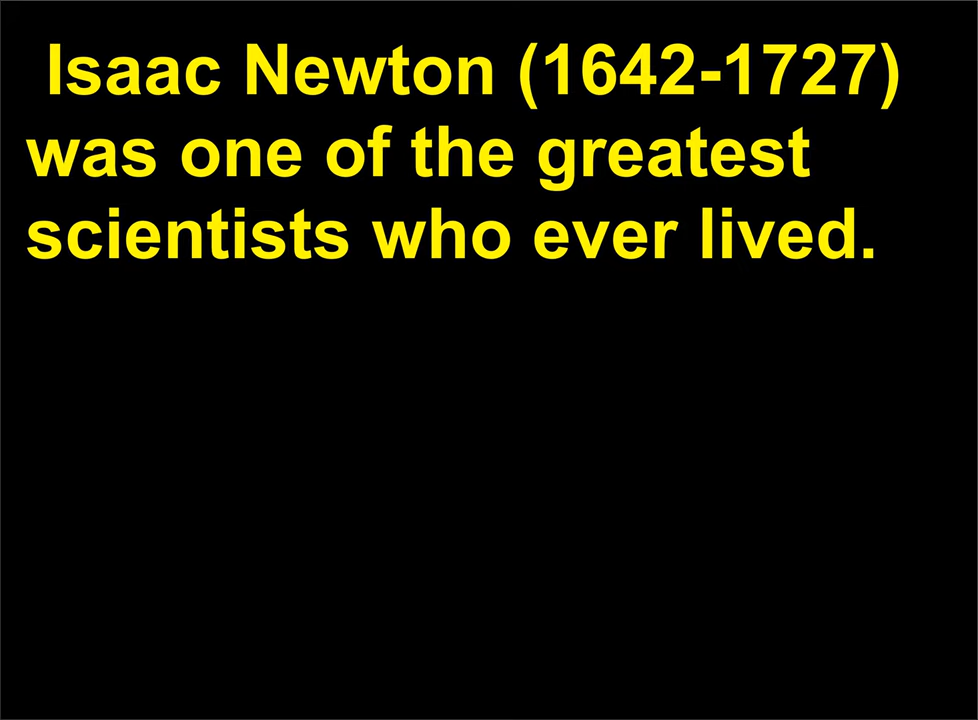 Isaac Newton (1642-1727)
was one of the greatest
scientists who ever lived.